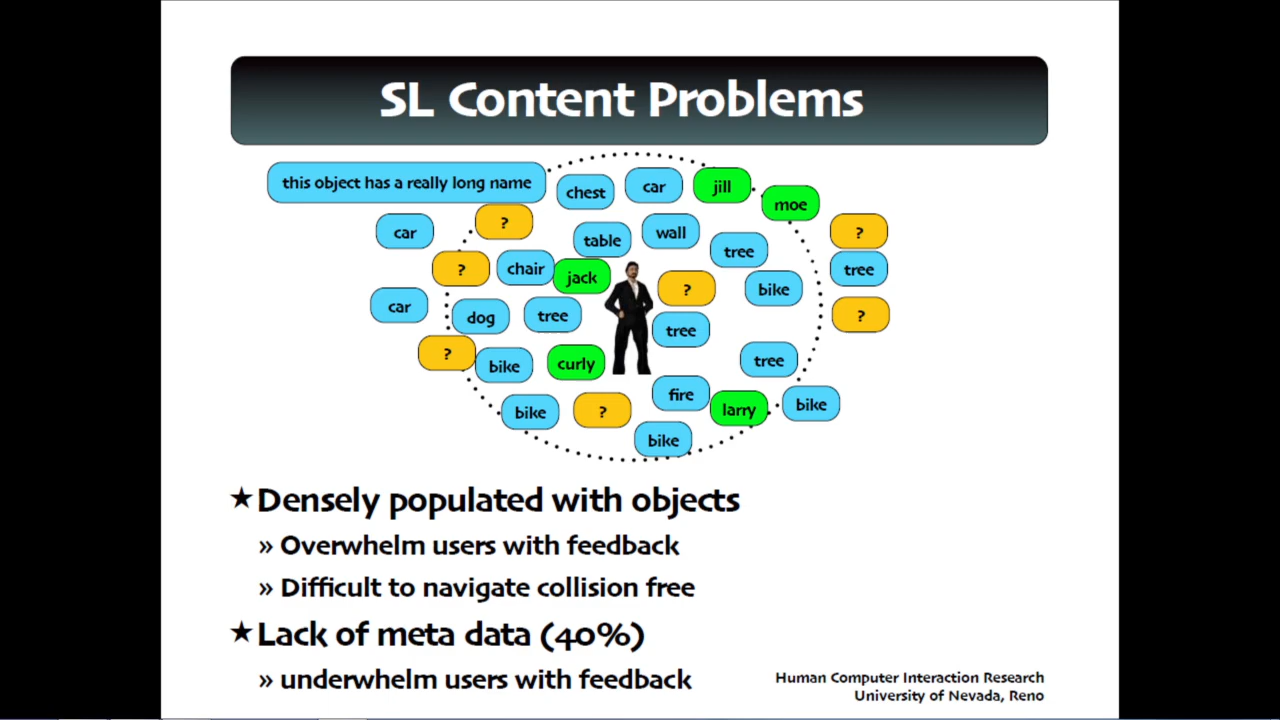 SL Content Problems
this object has a really long name
chest
car
jill
moe
car
?
table
wall
tree
?
?
chair
jack
?
bike
tree
car
dog
tree
tree
?
?
bike
curly
tree
bike
?
fire
larry
bike
bike
★Densely populated with objects
» Overwhelm users with feedback
» Difficult to navigate collision free
★Lack of meta data (40%)
» underwhelm users with feedback
Human Computer Interaction Research
University of Nevada, Reno